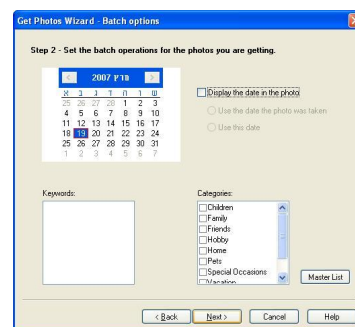 Get Photos Wizard - Batch options
Step 2 - Set the batch operations for the photos you are getting.
מרץ 2007
א ב ג ד ה ו ש
25 26 27 28 1 2 3
4 5 6 7 8 9 10
11 12 13 14 15 16 17
18 19 20 21 22 23 24
25 26 27 28 29 30 31
1 2 3 4 5 6 7
Display the date in the photo
Use the date the photo was taken
Use this date
Keywords:
Categories:
Children
Family
Friends
Hobby
Home
Pets
Special Occasions
Vacation
Master List
< Back
Next >
Cancel
Help